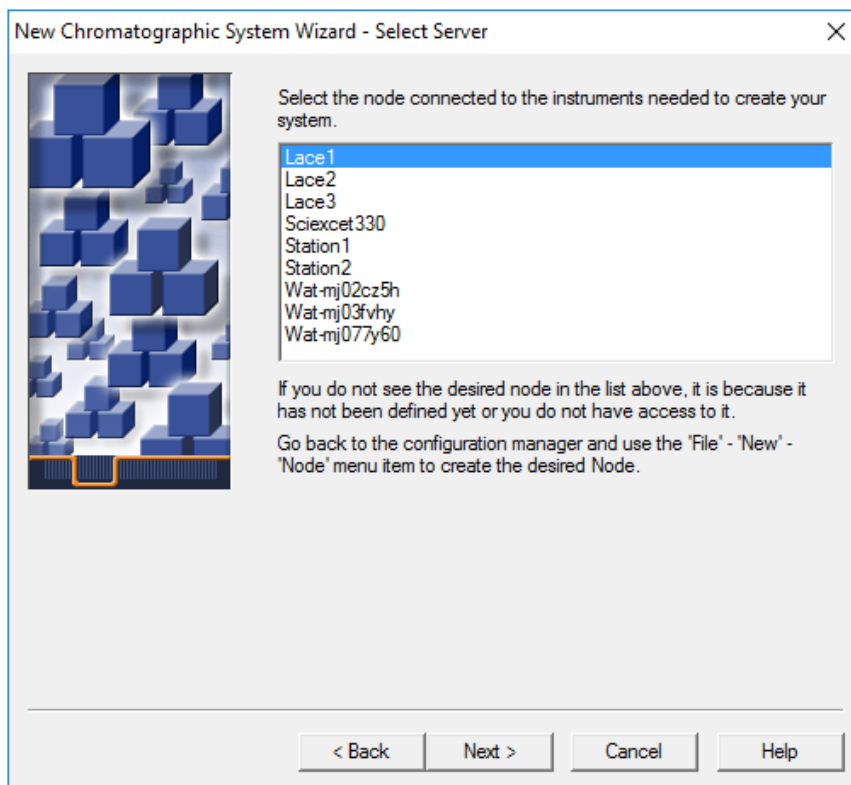 New Chromatographic System Wizard - Select Server
Select the node connected to the instruments needed to create your
system.
Lace1
Lace2
Lace3
Sciexcet330
Station1
Station2
Wat-mj02cz5h
Wat-mj03fvhy
Wat-mj077y60
If you do not see the desired node in the list above, it is because it
has not been defined yet or you do not have access to it.
Go back to the configuration manager and use the 'File' - 'New' -
'Node' menu item to create the desired Node.
< Back Next > Cancel Help